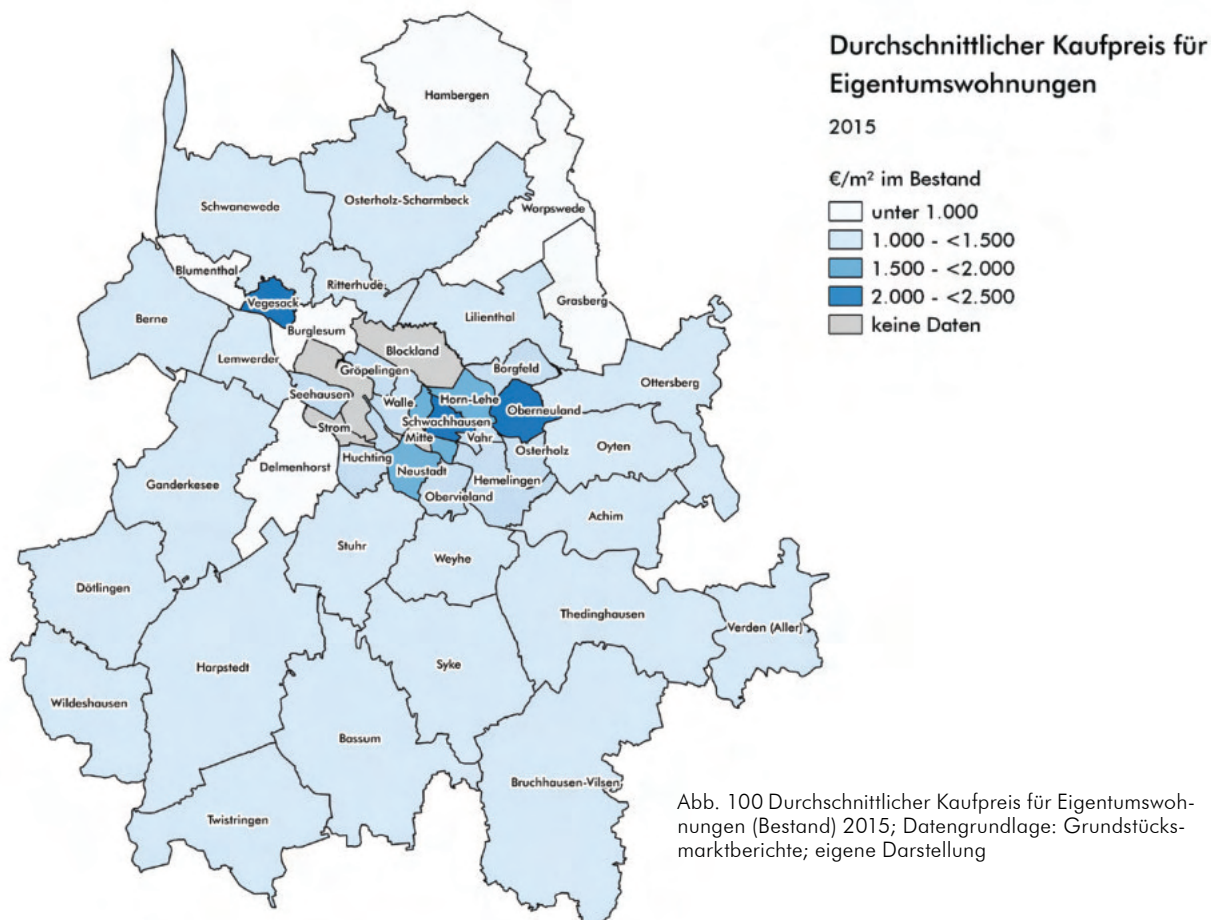 Durchschnittlicher Kaufpreis für
Eigentumswohnungen
2015
€/m² im Bestand
unter 1.000
1.000 - <1.500
1.500 - <2.000
2.000 - <2.500
keine Daten
Hambergen
Schwanewede
Osterholz-Scharmbeck
Worpswede
Blumenthal
Ritterhude
Vegesack
Grasberg
Berne
Lilienthal
Burglesum
Blockland
Lemwerder
Gröpelingen
Borgfeld
Ottersberg
Seehausen
Walle
Horn-Lehe
Oberneuland
Strom
Schwachhausen
Mitte
Vahr
Osterholz
Oyten
Delmenhorst
Huchting
Neustadt
Hemelingen
Ganderkesee
Obervieland
Achim
Stuhr
Weyhe
Dötlingen
Thedinghausen
Verden (Aller)
Harpstedt
Syke
Wildeshausen
Bassum
Bruchhausen-Vilsen
Twistringen
Abb. 100 Durchschnittlicher Kaufpreis für Eigentumswoh-
nungen (Bestand) 2015; Datengrundlage: Grundstücks-
marktberichte; eigene Darstellung